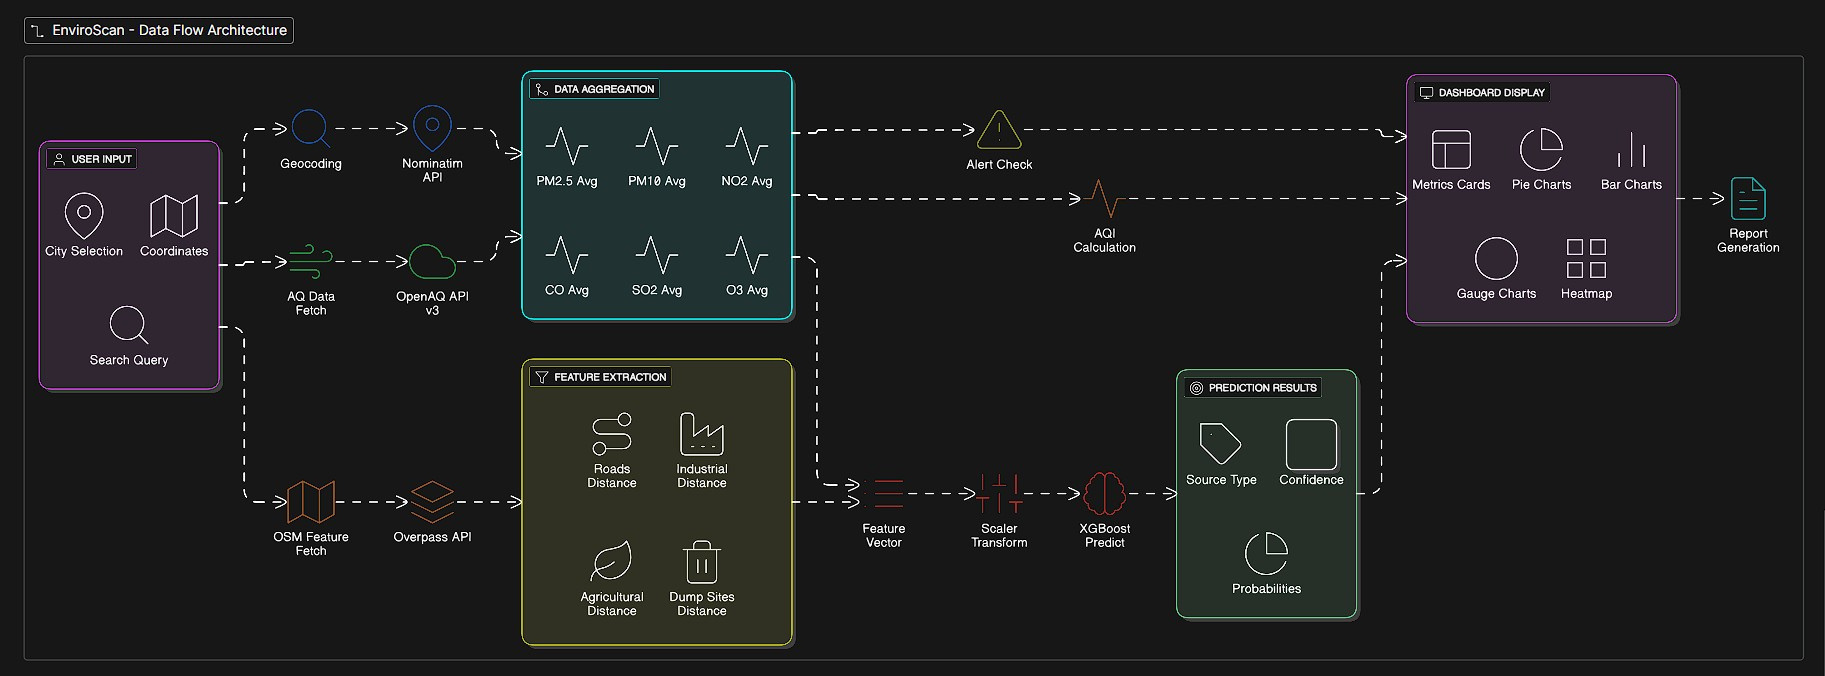 EnviroScan - Data Flow Architecture
USER INPUT
City Selection
Coordinates
Search Query
Geocoding
Nominatim
API
AQ Data
Fetch
OpenAQ API
v3
OSM Feature
Fetch
Overpass API
DATA AGGREGATION
PM2.5 Avg
PM10 Avg
NO2 Avg
CO Avg
SO2 Avg
O3 Avg
FEATURE EXTRACTION
Roads
Distance
Industrial
Distance
Agricultural
Distance
Dump Sites
Distance
Alert Check
AQI
Calculation
Feature
Vector
Scaler
Transform
XGBoost
Predict
PREDICTION RESULTS
Source Type
Confidence
Probabilities
DASHBOARD DISPLAY
Metrics Cards
Pie Charts
Bar Charts
Gauge Charts
Heatmap
Report
Generation